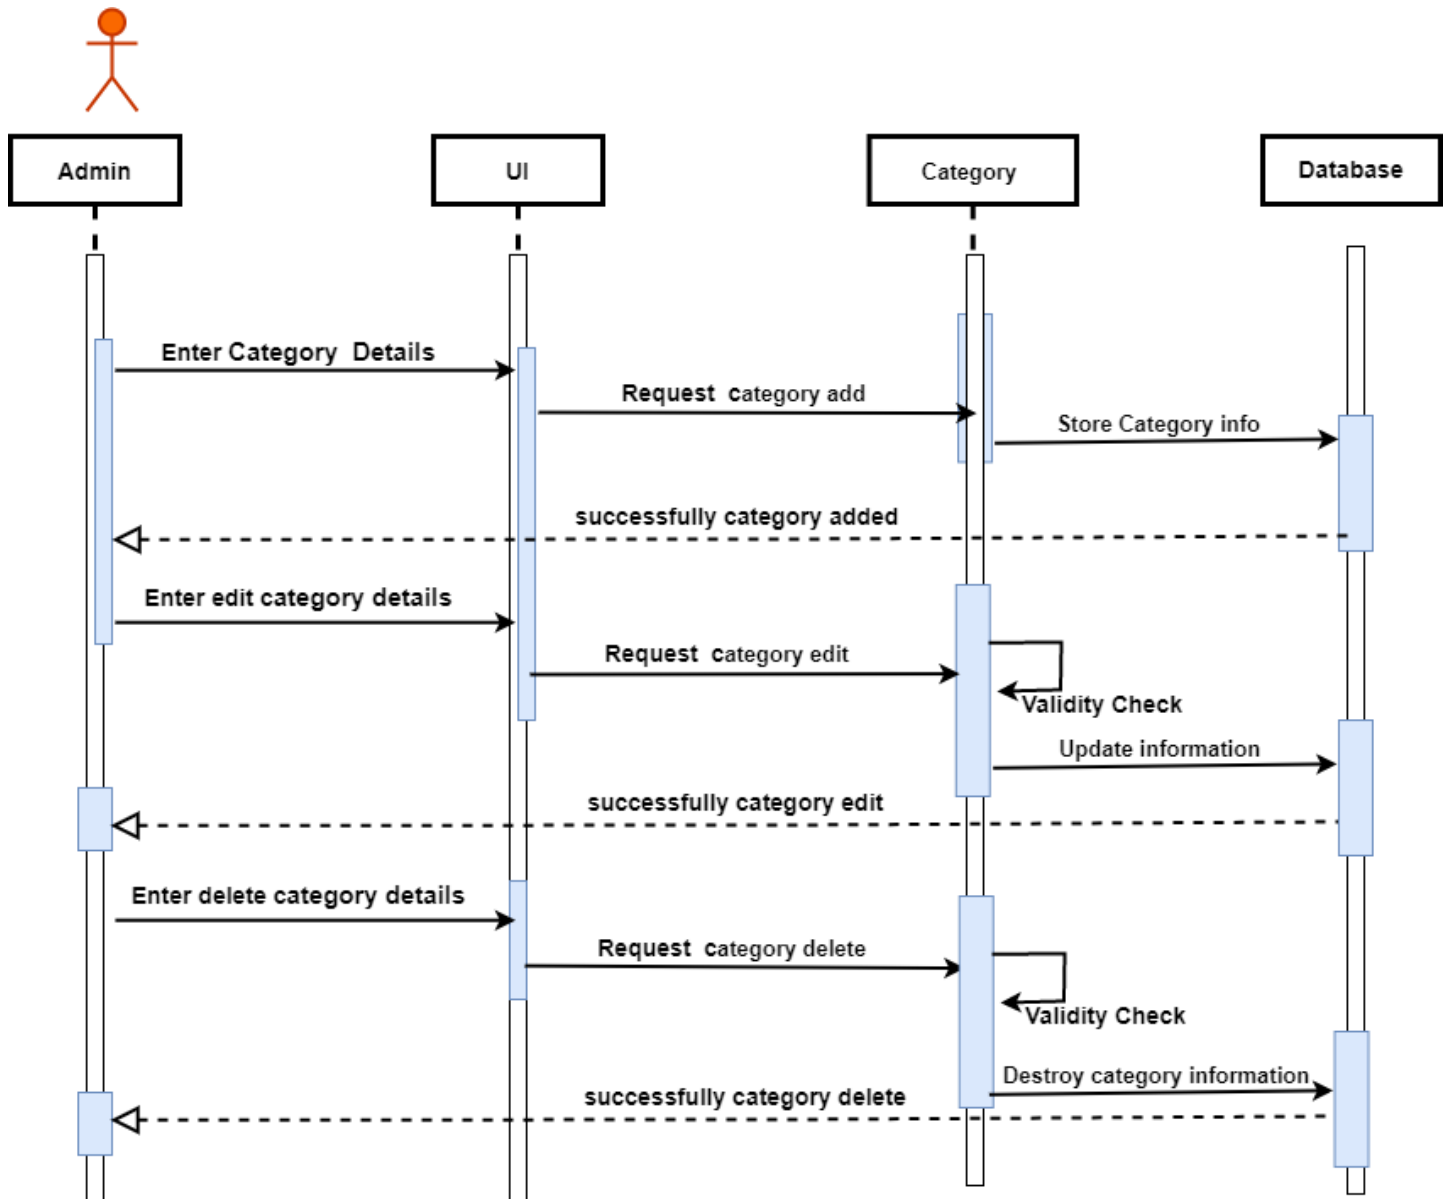 Admin
UI
Category
Database
Enter Category Details
Request category add
Store Category info
successfully category added
Enter edit category details
Request category edit
Validity Check
Update information
successfully category edit
Enter delete category details
Request category delete
Validity Check
Destroy category information
successfully category delete